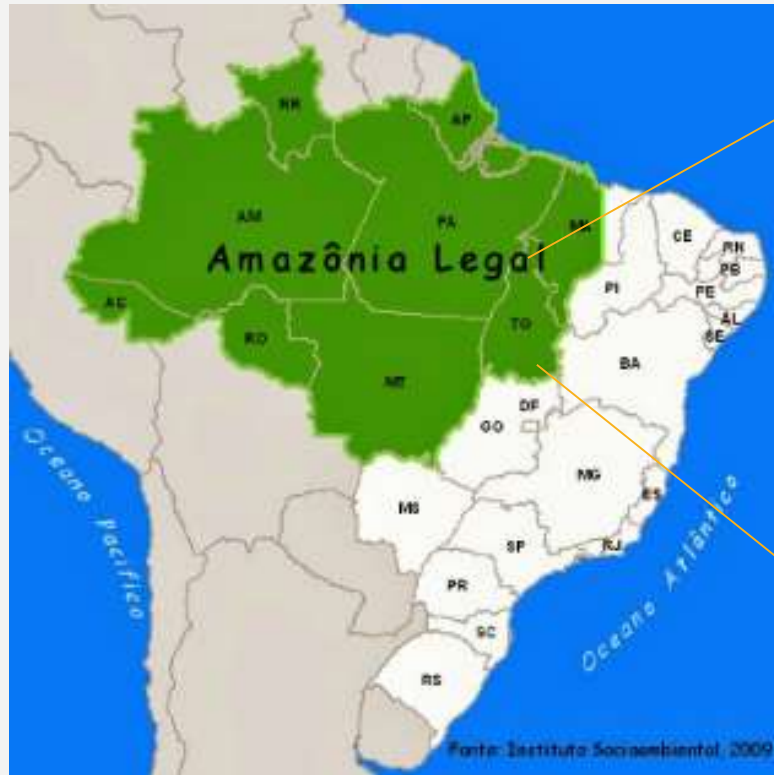 RR
AP
AM
PA
MA
CE
RN
PB
Amazônia Legal
PI
PE
AC
AL
TO
SE
RO
BA
MT
DF
GO
Oceano Pacífico
MG
ES
MS
Oceano Atlântico
SP
RJ
PR
SC
RS
Fonte: Instituto Socioambiental, 2009